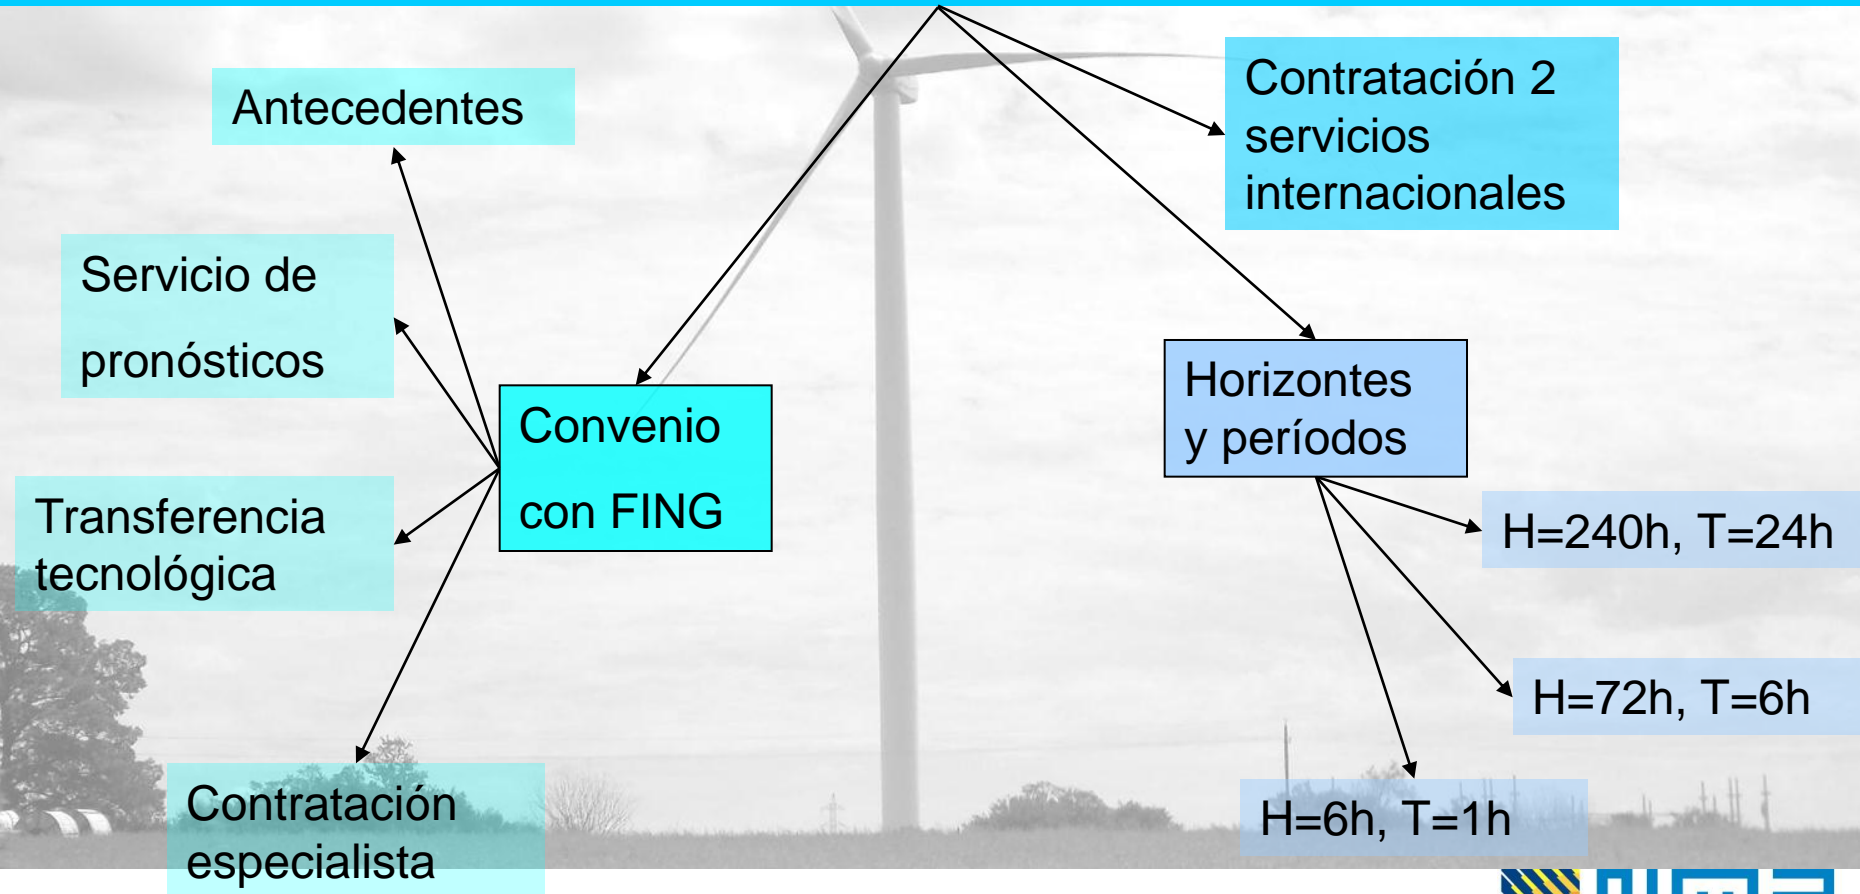 Antecedentes
Contratación 2
servicios
internacionales
Servicio de
pronósticos
Convenio
con FING
Horizontes
y períodos
Transferencia
tecnológica
H=240h, T=24h
H=72h, T=6h
H=6h, T=1h
Contratación
especialista